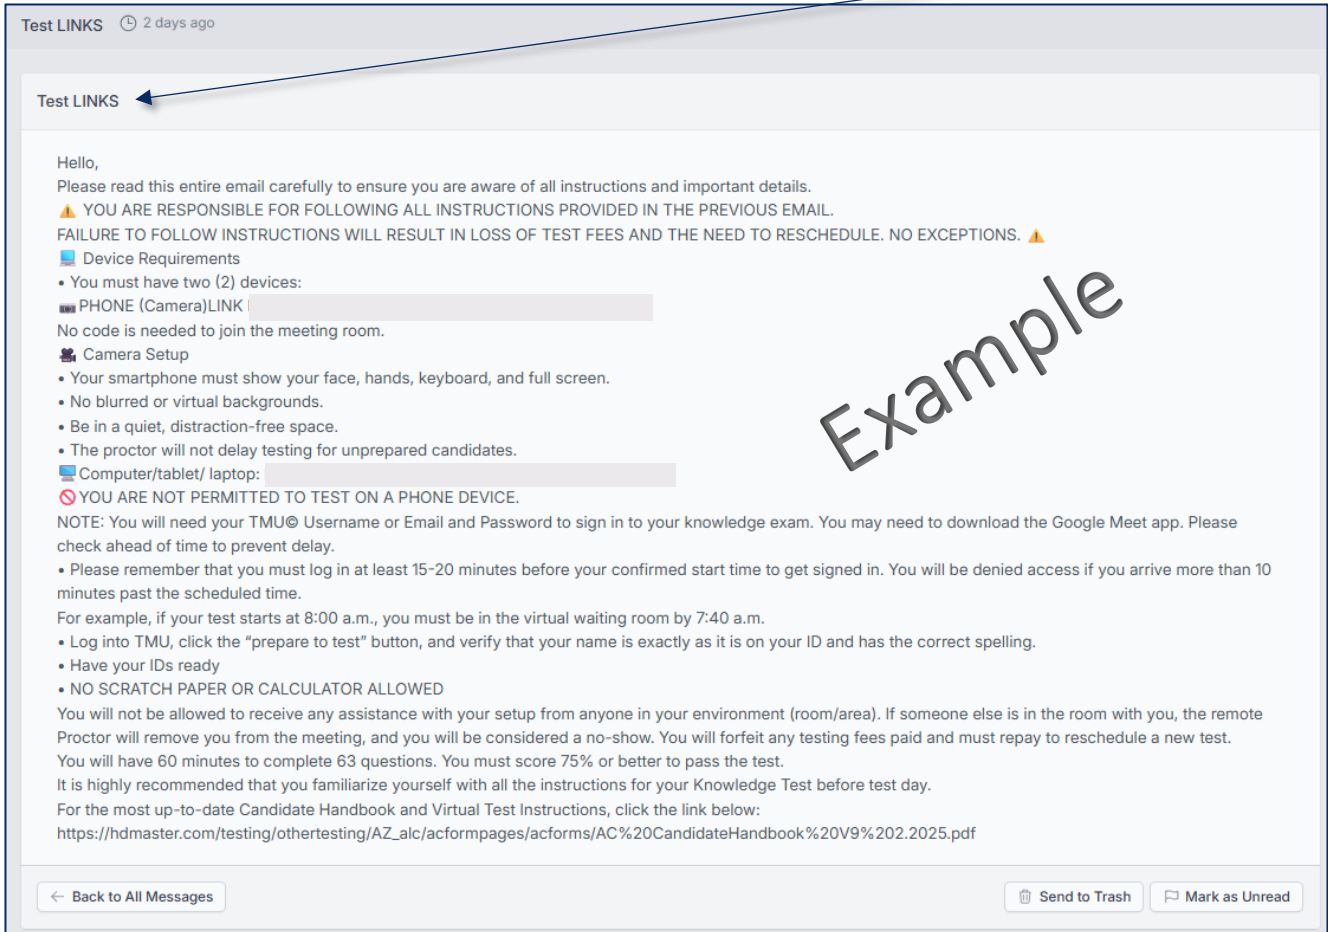 Test LINKS 2 days ago
Test LINKS
Hello,
Please read this entire email carefully to ensure you are aware of all instructions and important details.
⚠️ YOU ARE RESPONSIBLE FOR FOLLOWING ALL INSTRUCTIONS PROVIDED IN THE PREVIOUS EMAIL.
FAILURE TO FOLLOW INSTRUCTIONS WILL RESULT IN LOSS OF TEST FEES AND THE NEED TO RESCHEDULE. NO EXCEPTIONS. ⚠️
💻 Device Requirements
• You must have two (2) devices:
📷 PHONE (Camera)LINK
No code is needed to join the meeting room.
🎥 Camera Setup
• Your smartphone must show your face, hands, keyboard, and full screen.
• No blurred or virtual backgrounds.
• Be in a quiet, distraction-free space.
• The proctor will not delay testing for unprepared candidates.
🖥️ Computer/tablet/ laptop:
🚫 YOU ARE NOT PERMITTED TO TEST ON A PHONE DEVICE.
NOTE: You will need your TMU© Username or Email and Password to sign in to your knowledge exam. You may need to download the Google Meet app. Please
check ahead of time to prevent delay.
• Please remember that you must log in at least 15-20 minutes before your confirmed start time to get signed in. You will be denied access if you arrive more than 10
minutes past the scheduled time.
For example, if your test starts at 8:00 a.m., you must be in the virtual waiting room by 7:40 a.m.
• Log into TMU, click the “prepare to test” button, and verify that your name is exactly as it is on your ID and has the correct spelling.
• Have your IDs ready
• NO SCRATCH PAPER OR CALCULATOR ALLOWED
You will not be allowed to receive any assistance with your setup from anyone in your environment (room/area). If someone else is in the room with you, the remote
Proctor will remove you from the meeting, and you will be considered a no-show. You will forfeit any testing fees paid and must repay to reschedule a new test.
You will have 60 minutes to complete 63 questions. You must score 75% or better to pass the test.
It is highly recommended that you familiarize yourself with all the instructions for your Knowledge Test before test day.
For the most up-to-date Candidate Handbook and Virtual Test Instructions, click the link below:
https://hdmaster.com/testing/othertesting/AZ_alc/acformpages/acforms/AC%20CandidateHandbook%20V9%202.2025.pdf
Example
← Back to All Messages
Send to Trash
Mark as Unread